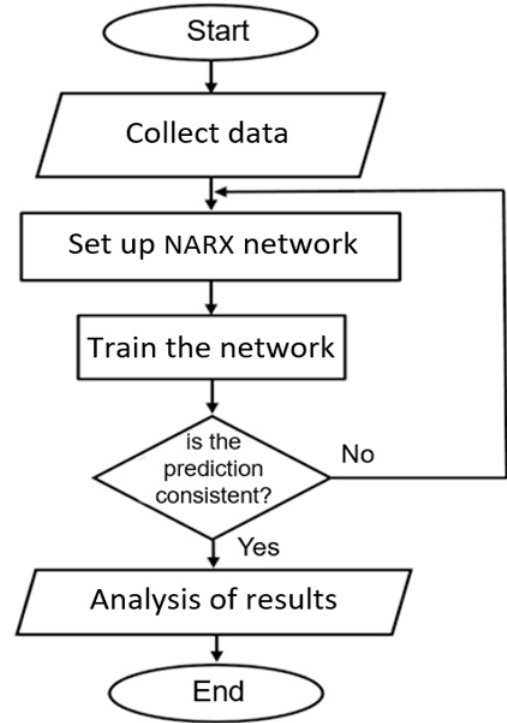 Start
Collect data
Set up NARX network
Train the network
is the
prediction
consistent?
No
Yes
Analysis of results
End